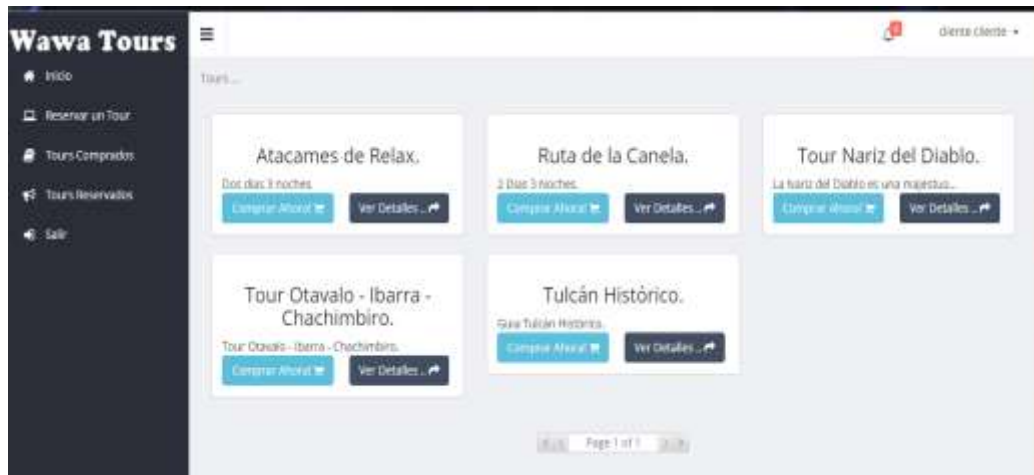 Wawa Tours
cliente cliente
Inicio
Reservar un Tour
Tours Comprados
Tours Reservados
Salir
Tours...
Atacames de Relax.
Dos días 3 noches.
Comprar Ahora!
Ver Detalles ...
Ruta de la Canela.
2 Días 3 noches.
Comprar Ahora!
Ver Detalles ...
Tour Nariz del Diablo.
La Nariz del Diablo es una majestuo...
Comprar Ahora!
Ver Detalles ...
Tour Otavalo - Ibarra -
Chachimbiro.
Tour Otavalo - Ibarra - Chachimbiro.
Comprar Ahora!
Ver Detalles ...
Tulcán Histórico.
Guia Tulcán Histórico.
Comprar Ahora!
Ver Detalles ...
Page 1 of 1